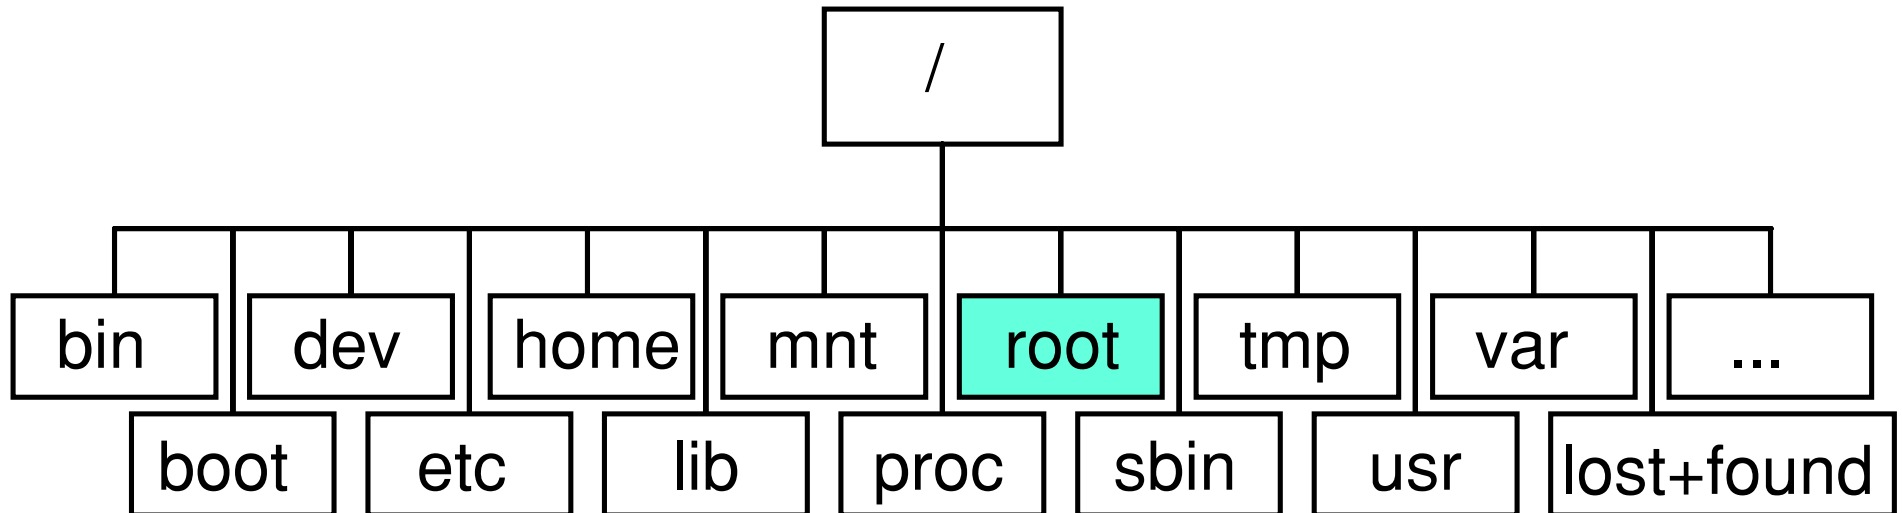 /
bin dev home mnt root tmp var ...
boot etc lib proc sbin usr lost+found